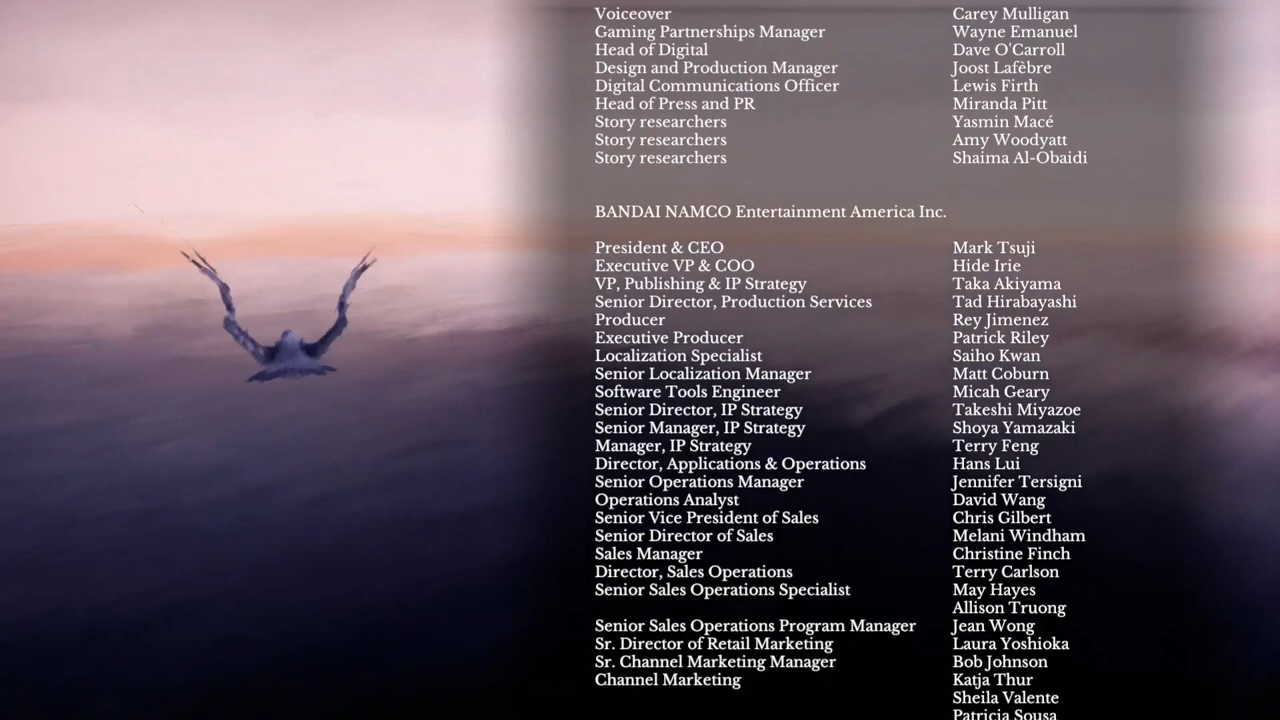 Voiceover Carey Mulligan
Gaming Partnerships Manager Wayne Emanuel
Head of Digital Dave O'Carroll
Design and Production Manager Joost Lafèbre
Digital Communications Officer Lewis Firth
Head of Press and PR Miranda Pitt
Story researchers Yasmin Macé
Story researchers Amy Woodyatt
Story researchers Shaima Al-Obaidi
BANDAI NAMCO Entertainment America Inc.
President & CEO Mark Tsuji
Executive VP & COO Hide Irie
VP, Publishing & IP Strategy Taka Akiyama
Senior Director, Production Services Tad Hirabayashi
Producer Rey Jimenez
Executive Producer Patrick Riley
Localization Specialist Saiho Kwan
Senior Localization Manager Matt Coburn
Software Tools Engineer Micah Geary
Senior Director, IP Strategy Takeshi Miyazoe
Senior Manager, IP Strategy Shoya Yamazaki
Manager, IP Strategy Terry Feng
Director, Applications & Operations Hans Lui
Senior Operations Manager Jennifer Tersigni
Operations Analyst David Wang
Senior Vice President of Sales Chris Gilbert
Senior Director of Sales Melani Windham
Sales Manager Christine Finch
Director, Sales Operations Terry Carlson
Senior Sales Operations Specialist May Hayes
Allison Truong
Senior Sales Operations Program Manager Jean Wong
Sr. Director of Retail Marketing Laura Yoshioka
Sr. Channel Marketing Manager Bob Johnson
Channel Marketing Katja Thur
Sheila Valente
Patricia Sousa